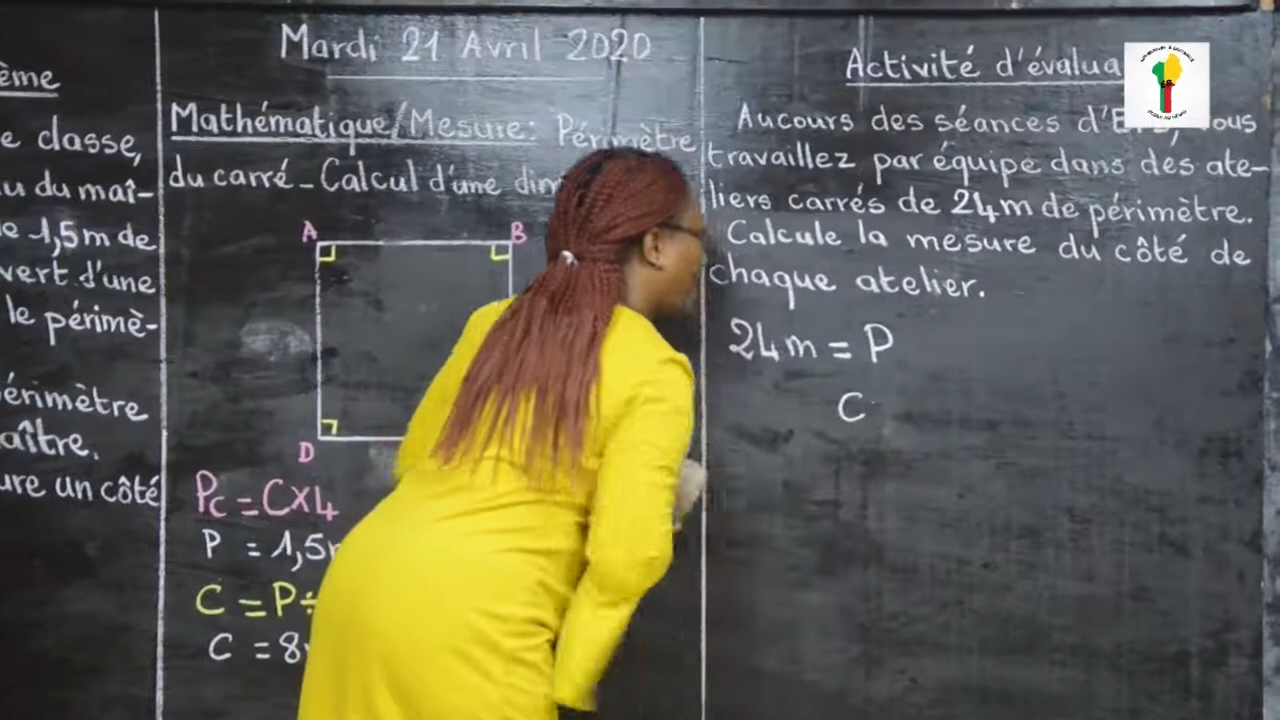 Mardi 21 Avril 2020
ème
e classe,
u du maî-
e 1,5m de
vert d'une
le périmè-
érimètre
aître.
ure un côté
Mathématique/Mesure: Périmètre
du carré - Calcul d'une dim
A B
D
Pc = C×4
P = 1,5
C = P÷
C = 8
Activité d'évalua
Aucours des séances d'
travaillez par équipe dans des ate-
liers carrés de 24m de périmètre.
Calcule la mesure du côté de
chaque atelier.
24m = P
C